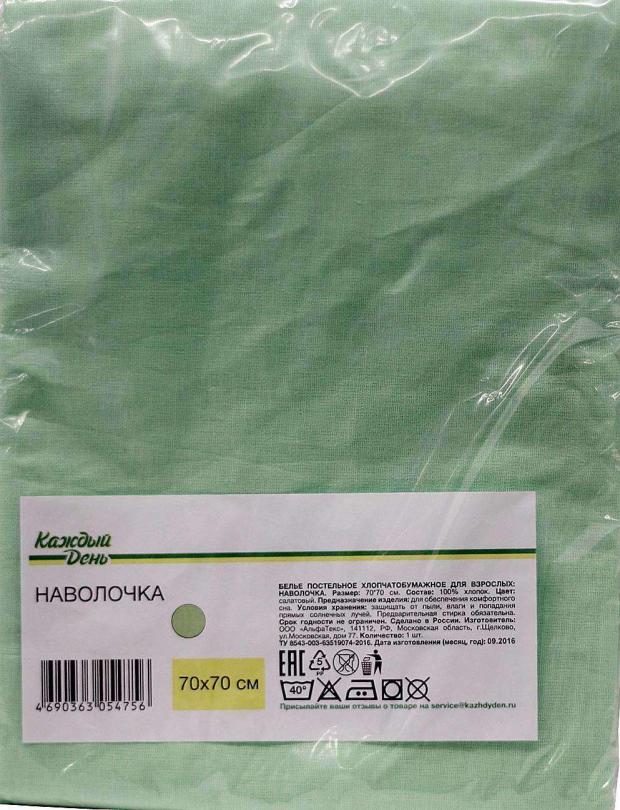 Каждый
День
НАВОЛОЧКА
БЕЛЬЕ ПОСТЕЛЬНОЕ ХЛОПЧАТОБУМАЖНОЕ ДЛЯ ВЗРОСЛЫХ:
НАВОЛОЧКА. Размер: 70*70 см. Состав: 100% хлопок. Цвет:
салатовый. Предназначение изделия: для обеспечения комфортного
сна. Условия хранения: защищать от пыли, влаги и попадания
прямых солнечных лучей. Предварительная стирка обязательна.
Срок годности не ограничен. Сделано в России. Изготовитель:
ООО «АльфаТекс», 141112, РФ, Московская область, г.Щелково,
ул.Московская, дом 77. Количество: 1 шт.
ТУ 8543-003-63519074-2016. Дата изготовления (месяц, год): 09.2016
EAC 5
PP
40°
70x70 см
4 690363 054756
Присылайте ваши отзывы о товаре на service@kazhdyden.ru